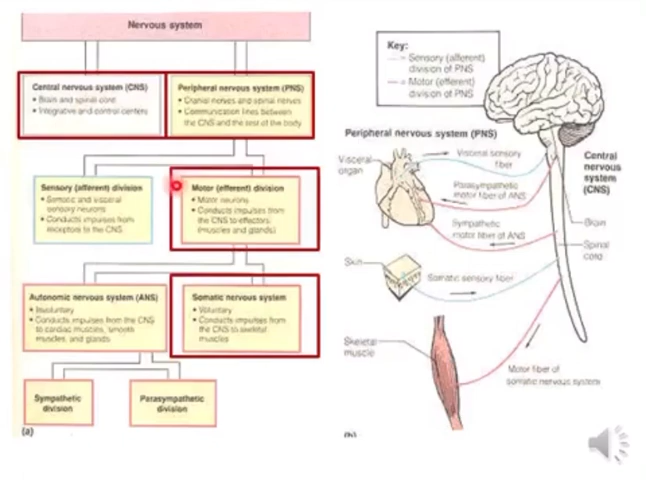 Nervous system
Central nervous system (CNS)
• Brain and spinal cord
• Integrative and control centers
Peripheral nervous system (PNS)
• Cranial nerves and spinal nerves
• Communication lines between
the CNS and the rest of the body
Sensory (afferent) division
• Somatic and visceral
sensory neurons
• Conducts impulses from
receptors to the CNS
Motor (efferent) division
• Motor neurons
• Conducts impulses from
the CNS to effectors
(muscles and glands)
Autonomic nervous system (ANS)
• Involuntary
• Conducts impulses from the CNS
to cardiac muscles, smooth
muscles, and glands
Somatic nervous system
• Voluntary
• Conducts impulses from
the CNS to skeletal
muscles
Sympathetic
division
Parasympathetic
division
(a)
Key:
= Sensory (afferent)
division of PNS
= Motor (efferent)
division of PNS
Peripheral nervous system (PNS)
Visceral
organ
Visceral sensory
fiber
Parasympathetic
motor fiber of ANS
Sympathetic
motor fiber of ANS
Central
nervous
system
(CNS)
Brain
Spinal
cord
Skin
Somatic sensory fiber
Skeletal
muscle
Motor fiber of
somatic nervous system
(b)